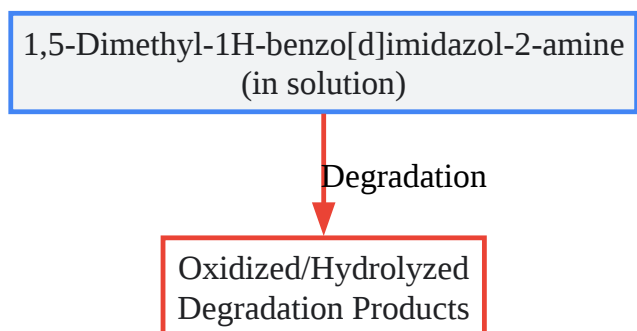 1,5-Dimethyl-1H-benzo[d]imidazol-2-amine
(in solution)
Degradation
Oxidized/Hydrolyzed
Degradation Products